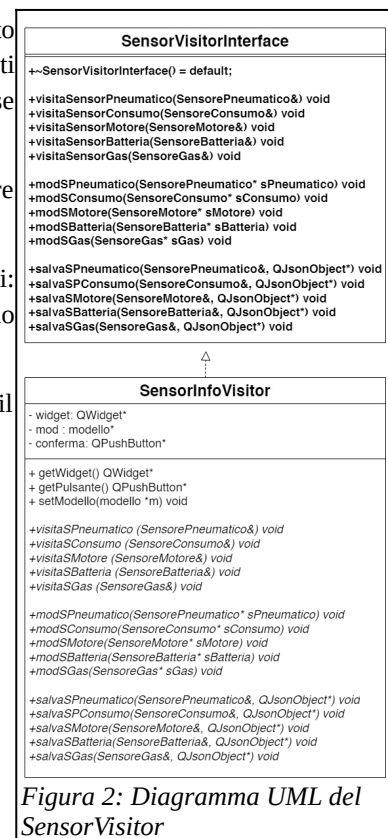 to
ti
se
re
i:
o
il
SensorVisitorInterface
+~SensorVisitorInterface() = default;
+visitaSensorPneumatico(SensorePneumatico&) void
+visitaSensorConsumo(SensoreConsumo&) void
+visitaSensorMotore(SensoreMotore&) void
+visitaSensorBatteria(SensoreBatteria&) void
+visitaSensorGas(SensoreGas&) void
+modSPneumatico(SensorePneumatico* sPneumatico) void
+modSConsumo(SensoreConsumo* sConsumo) void
+modSMotore(SensoreMotore* sMotore) void
+modSBatteria(SensoreBatteria* sBatteria) void
+modSGas(SensoreGas* sGas) void
+salvaSPneumatico(SensorePneumatico&, QJsonObject*) void
+salvaSPConsumo(SensoreConsumo&, QJsonObject*) void
+salvaSMotore(SensoreMotore&, QJsonObject*) void
+salvaSBatteria(SensoreBatteria&, QJsonObject*) void
+salvaSGas(SensoreGas&, QJsonObject*) void
SensorInfoVisitor
- widget: QWidget*
- mod : modello*
- conferma: QPushButton*
+ getWidget() QWidget*
+ getPulsante() QPushButton*
+ setModello(modello *m) void
+visitaSPneumatico (SensorePneumatico&) void
+visitaSConsumo (SensoreConsumo&) void
+visitaSMotore (SensoreMotore&) void
+visitaSBatteria (SensoreBatteria&) void
+visitaSGas (SensoreGas&) void
+modSPneumatico(SensorePneumatico* sPneumatico) void
+modSConsumo(SensoreConsumo* sConsumo) void
+modSMotore(SensoreMotore* sMotore) void
+modSBatteria(SensoreBatteria* sBatteria) void
+modSGas(SensoreGas* sGas) void
+salvaSPneumatico(SensorePneumatico&, QJsonObject*) void
+salvaSPConsumo(SensoreConsumo&, QJsonObject*) void
+salvaSMotore(SensoreMotore&, QJsonObject*) void
+salvaSBatteria(SensoreBatteria&, QJsonObject*) void
+salvaSGas(SensoreGas&, QJsonObject*) void
Figura 2: Diagramma UML del
SensorVisitor